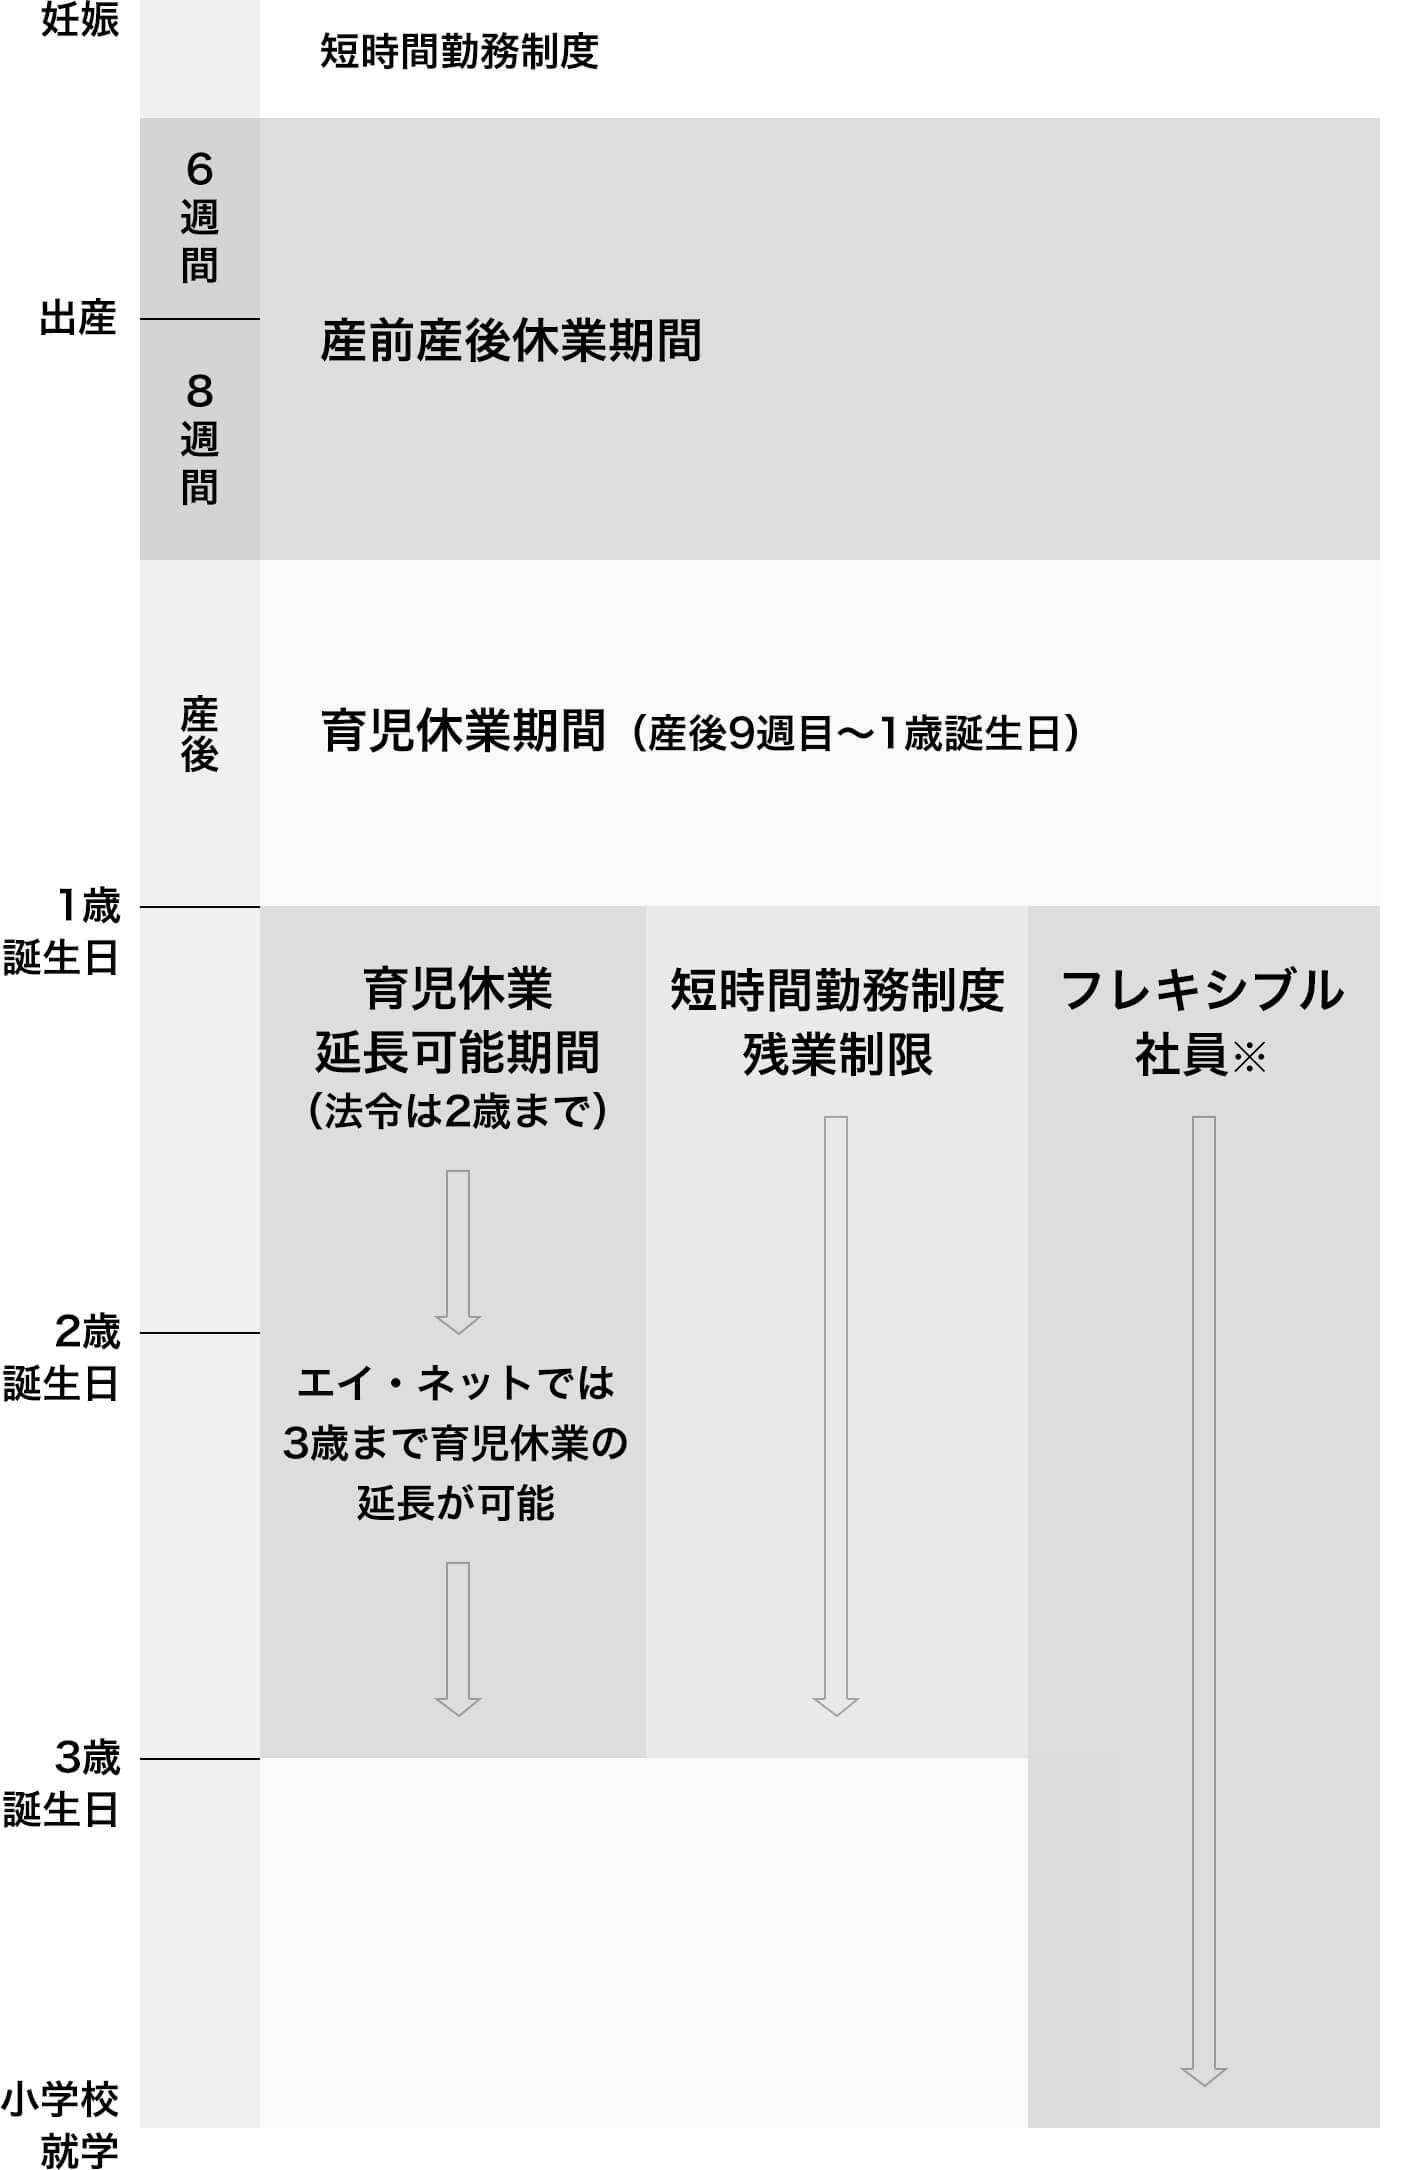 妊娠
短時間勤務制度
6週間
出産
産前産後休業期間
8週間
産後
育児休業期間（産後9週目〜1歳誕生日）
1歳
誕生日
育児休業
延長可能期間
（法令は2歳まで）
短時間勤務制度
残業制限
フレキシブル
社員※
2歳
誕生日
エイ・ネットでは
3歳まで育児休業の
延長が可能
3歳
誕生日
小学校
就学